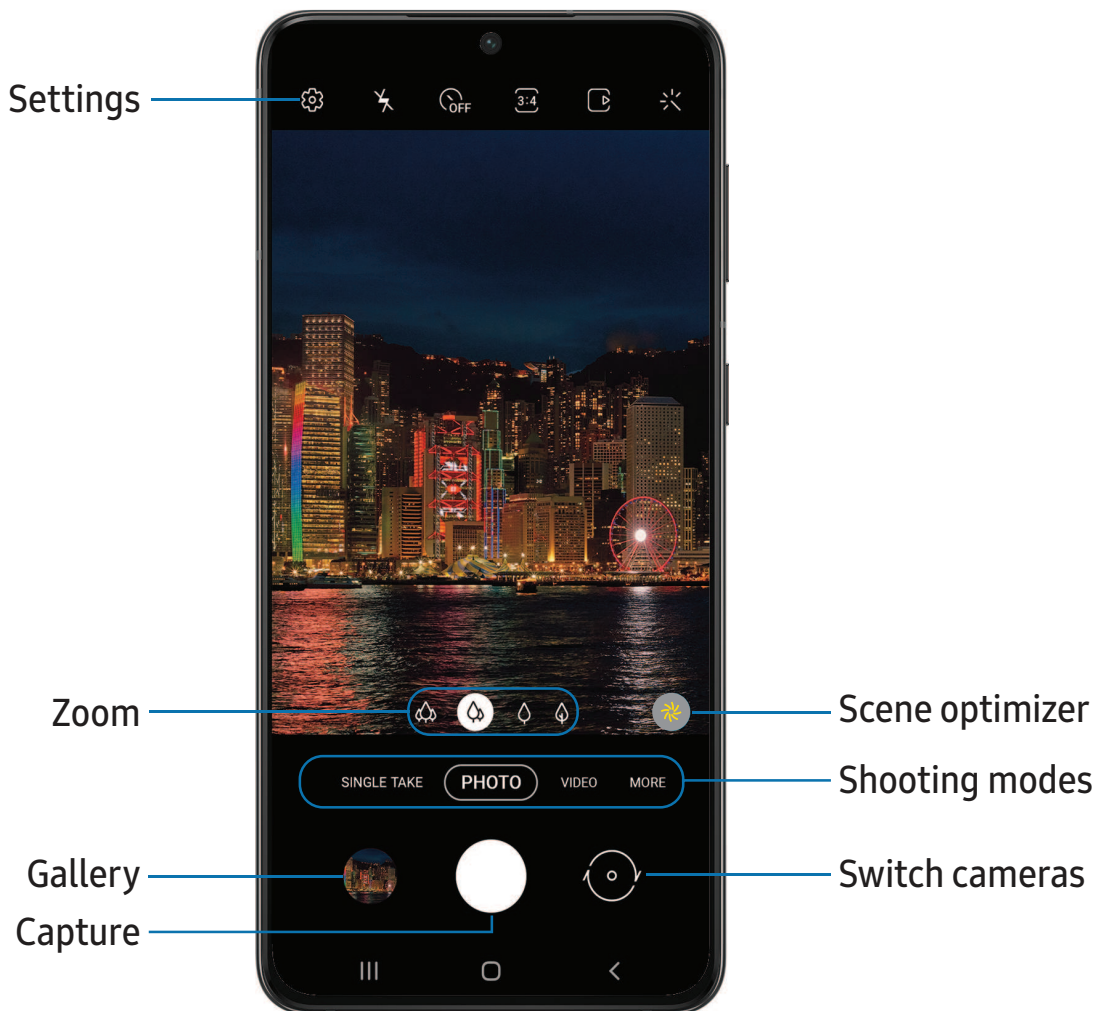 Settings
OFF
3:4
Zoom
Scene optimizer
SINGLE TAKE PHOTO VIDEO MORE
Shooting modes
Gallery
Switch cameras
Capture